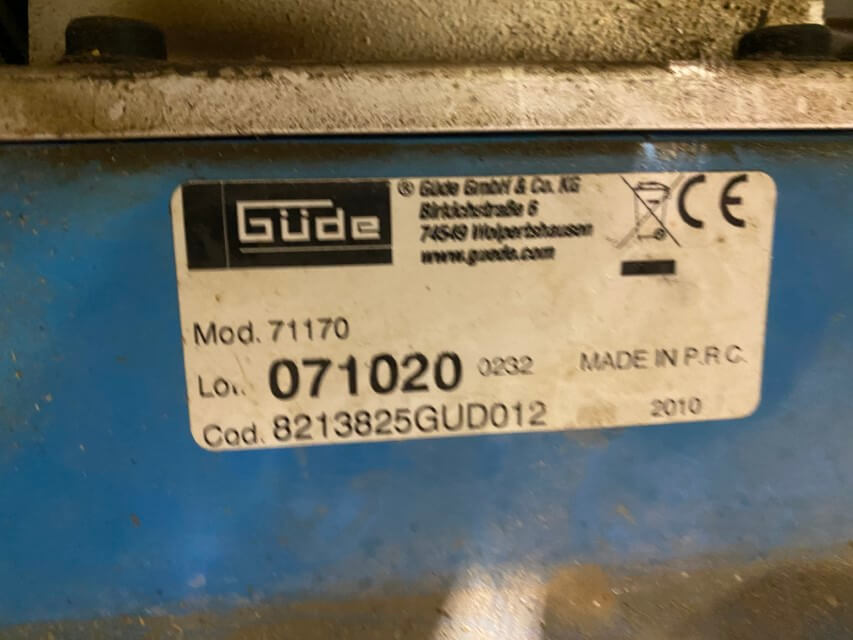 Güde
® Güde GmbH & Co. KG
Birkichstraße 6
74549 Wolpertshausen
www.guede.com
CE
Mod. 71170
Lot. 071020 0232
MADE IN P.R.C.
Cod. 8213825GUD012
2010